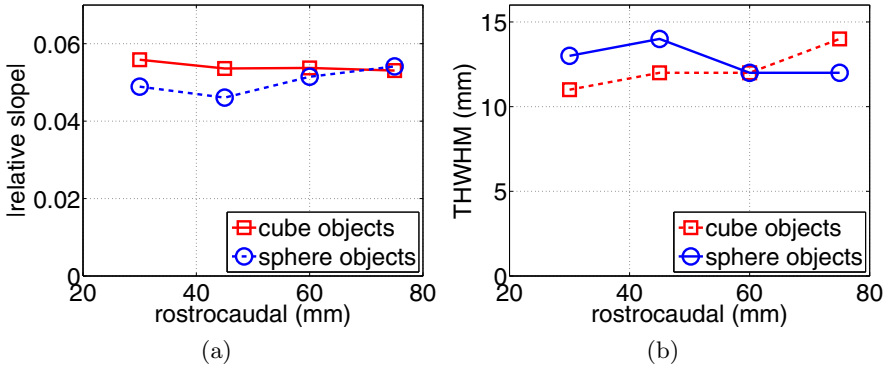 0.06
0.04
0.02
0
|relative slope|
cube objects
sphere objects
20 40 60 80
rostrocaudal (mm)
(a)
15
10
5
0
THWHM (mm)
cube objects
sphere objects
20 40 60 80
rostrocaudal (mm)
(b)